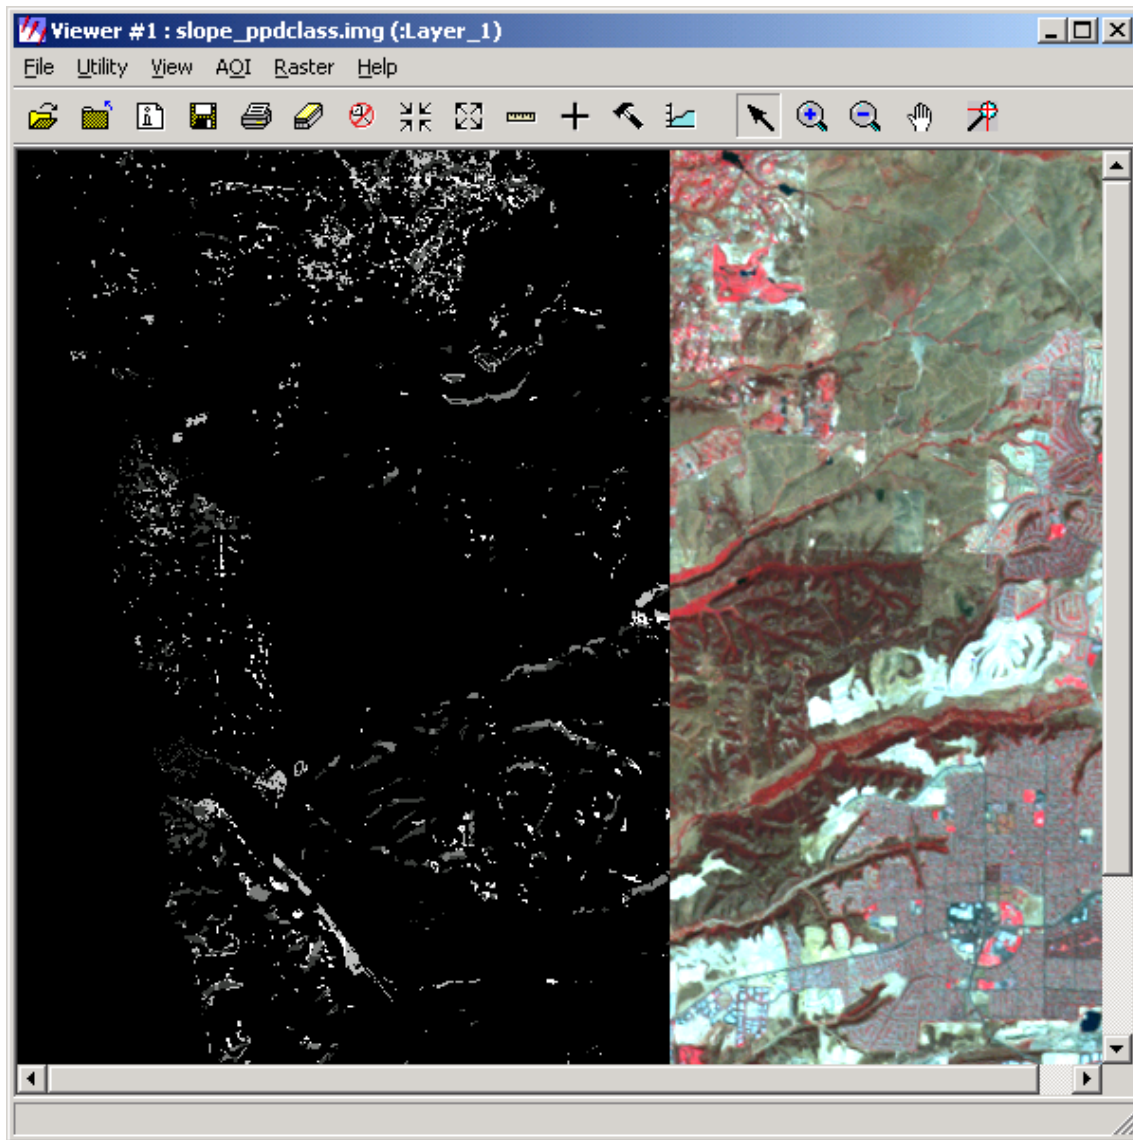 Viewer #1 : slope_ppdclass.img (:Layer_1)
File Utility View AOI Raster Help